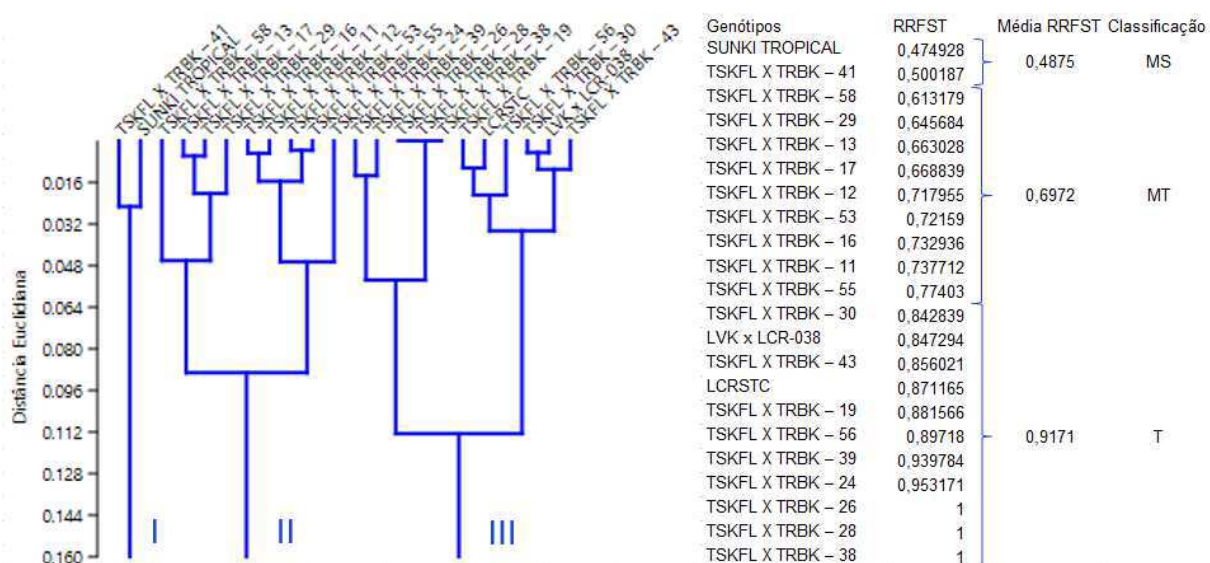 TSKFL X TRBK – 41
SUNKI TROPICAL
TSKFL X TRBK – 58
TSKFL X TRBK – 13
TSKFL X TRBK – 17
TSKFL X TRBK – 29
TSKFL X TRBK – 16
TSKFL X TRBK – 11
TSKFL X TRBK – 12
TSKFL X TRBK – 53
TSKFL X TRBK – 55
TSKFL X TRBK – 24
TSKFL X TRBK – 39
TSKFL X TRBK – 26
TSKFL X TRBK – 28
TSKFL X TRBK – 38
TSKFL X TRBK – 19
LCRSTC
TSKFL X TRBK – 56
TSKFL X TRBK – 30
LVK x LCR-038
TSKFL X TRBK – 43
Distância Euclidiana
0.016
0.032
0.048
0.064
0.080
0.096
0.112
0.128
0.144
0.160
I
II
III
Genótipos RRFST Média RRFST Classificação
SUNKI TROPICAL 0,474928
0,4875 MS
TSKFL X TRBK – 41 0,500187
TSKFL X TRBK – 58 0,613179
TSKFL X TRBK – 29 0,645684
TSKFL X TRBK – 13 0,663028
TSKFL X TRBK – 17 0,668839
TSKFL X TRBK – 12 0,717955 0,6972 MT
TSKFL X TRBK – 53 0,72159
TSKFL X TRBK – 16 0,732936
TSKFL X TRBK – 11 0,737712
TSKFL X TRBK – 55 0,77403
TSKFL X TRBK – 30 0,842839
LVK x LCR-038 0,847294
TSKFL X TRBK – 43 0,856021
LCRSTC 0,871165
TSKFL X TRBK – 19 0,881566
TSKFL X TRBK – 56 0,89718 0,9171 T
TSKFL X TRBK – 39 0,939784
TSKFL X TRBK – 24 0,953171
TSKFL X TRBK – 26 1
TSKFL X TRBK – 28 1
TSKFL X TRBK – 38 1